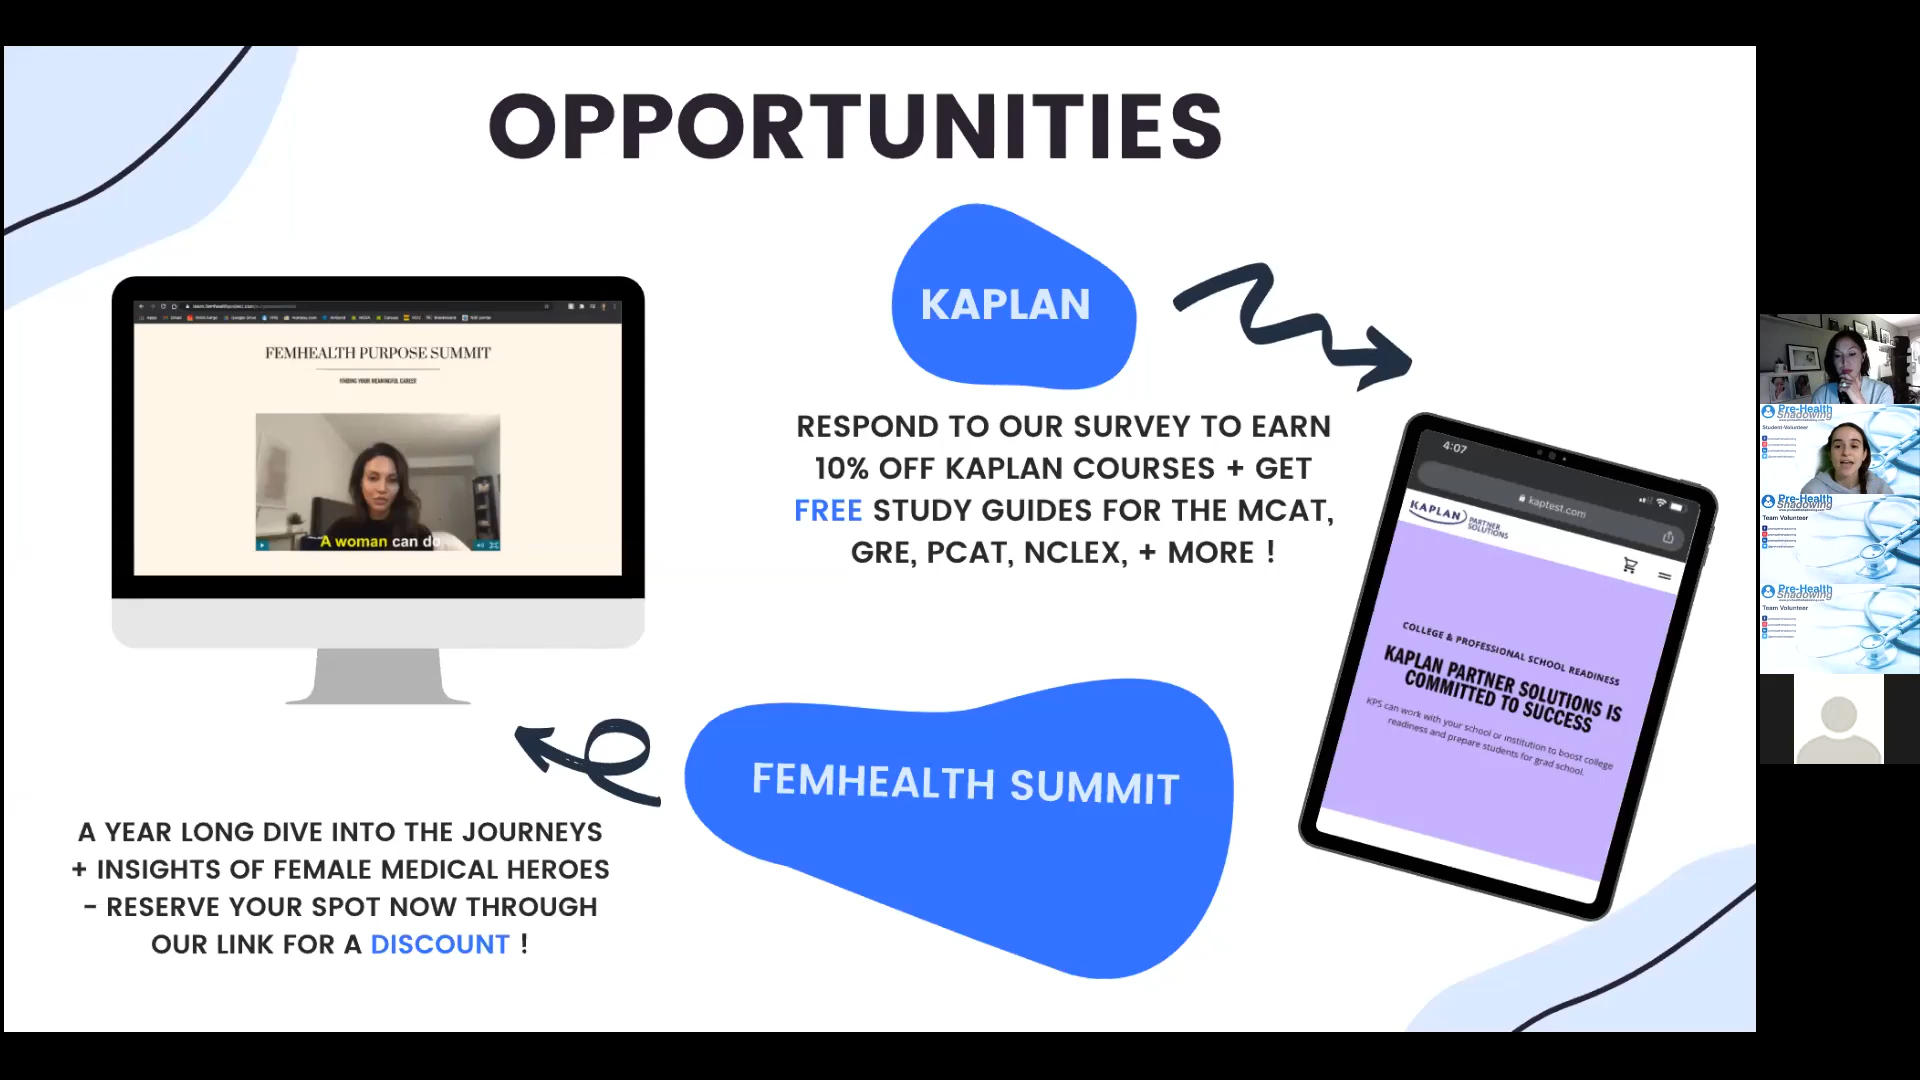 OPPORTUNITIES
KAPLAN
RESPOND TO OUR SURVEY TO EARN
10% OFF KAPLAN COURSES + GET
FREE STUDY GUIDES FOR THE MCAT,
GRE, PCAT, NCLEX, + MORE !
FEMHEALTH PURPOSE SUMMIT
FINDING YOUR MEANINGFUL CAREER
A woman can do
4:07
kaptest.com
KAPLAN
PARTNER
SOLUTIONS
COLLEGE & PROFESSIONAL SCHOOL READINESS
KAPLAN PARTNER SOLUTIONS IS
COMMITTED TO SUCCESS
KPS can work with your school or institution to boost college
readiness and prepare students for grad school.
FEMHEALTH SUMMIT
A YEAR LONG DIVE INTO THE JOURNEYS
+ INSIGHTS OF FEMALE MEDICAL HEROES
- RESERVE YOUR SPOT NOW THROUGH
OUR LINK FOR A DISCOUNT !
Pre-Health
Shadowing
Student-Volunteer
Pre-Health
Shadowing
Team Volunteer
Pre-Health
Shadowing
Team Volunteer